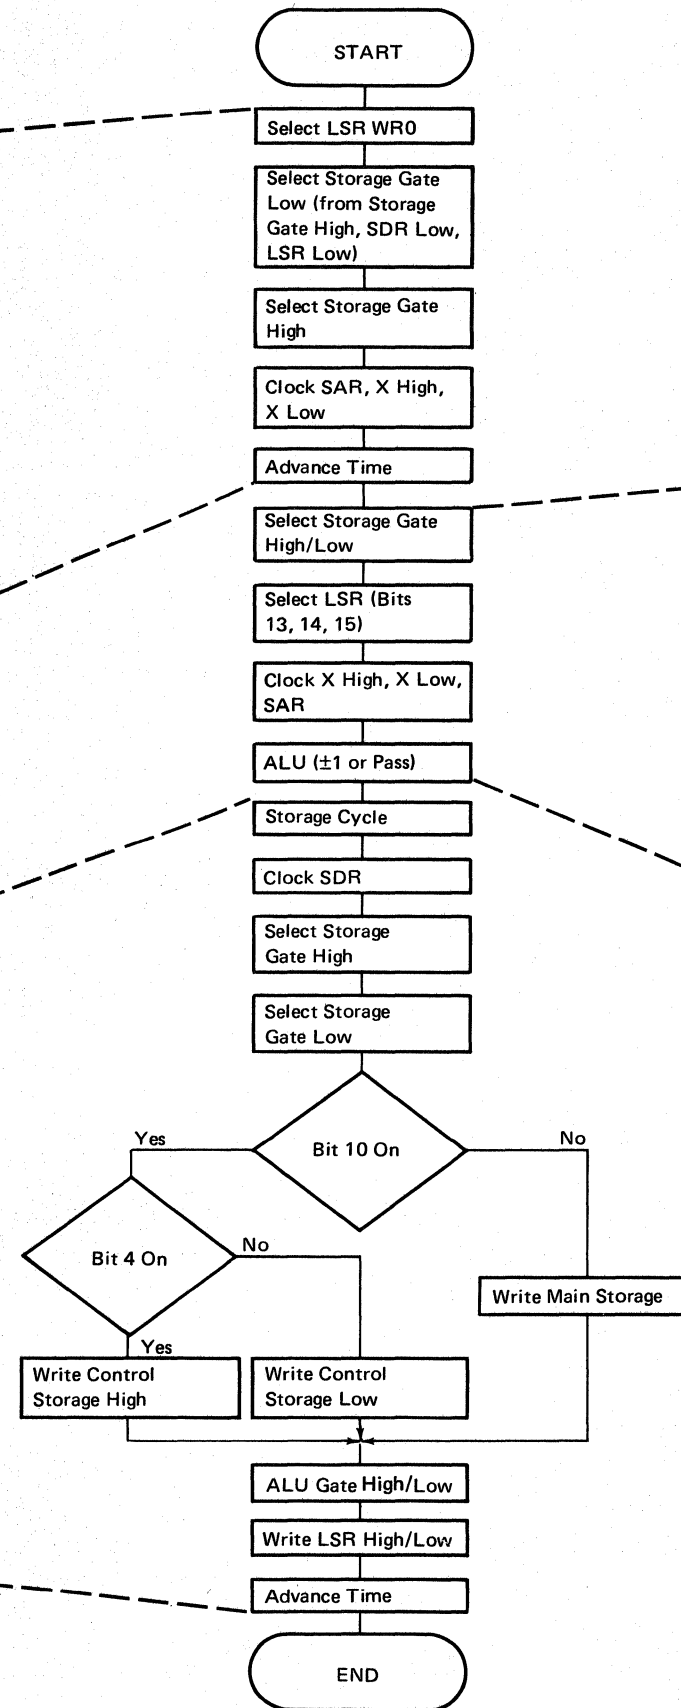 START
Select LSR WR0
Select Storage Gate
Low (from Storage
Gate High, SDR Low,
LSR Low)
Select Storage Gate
High
Clock SAR, X High,
X Low
Advance Time
Select Storage Gate
High/Low
Select LSR (Bits
13, 14, 15)
Clock X High, X Low,
SAR
ALU (±1 or Pass)
Storage Cycle
Clock SDR
Select Storage
Gate High
Select Storage
Gate Low
Bit 10 On
Yes
No
Bit 4 On
No
Yes
Write Main Storage
Write Control
Storage High
Write Control
Storage Low
ALU Gate High/Low
Write LSR High/Low
Advance Time
END